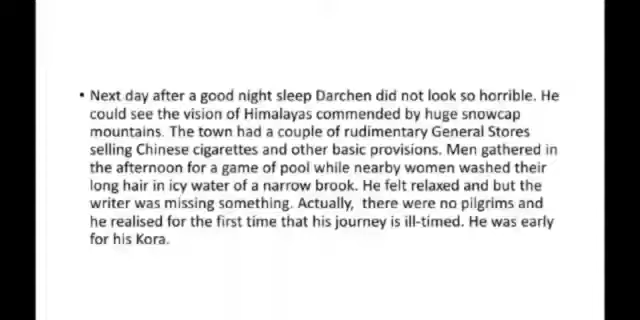 • Next day after a good night sleep Darchen did not look so horrible. He
could see the vision of Himalayas commended by huge snowcap
mountains. The town had a couple of rudimentary General Stores
selling Chinese cigarettes and other basic provisions. Men gathered in
the afternoon for a game of pool while nearby women washed their
long hair in icy water of a narrow brook. He felt relaxed and but the
writer was missing something. Actually,  there were no pilgrims and
he realised for the first time that his journey is ill-timed. He was early
for his Kora.